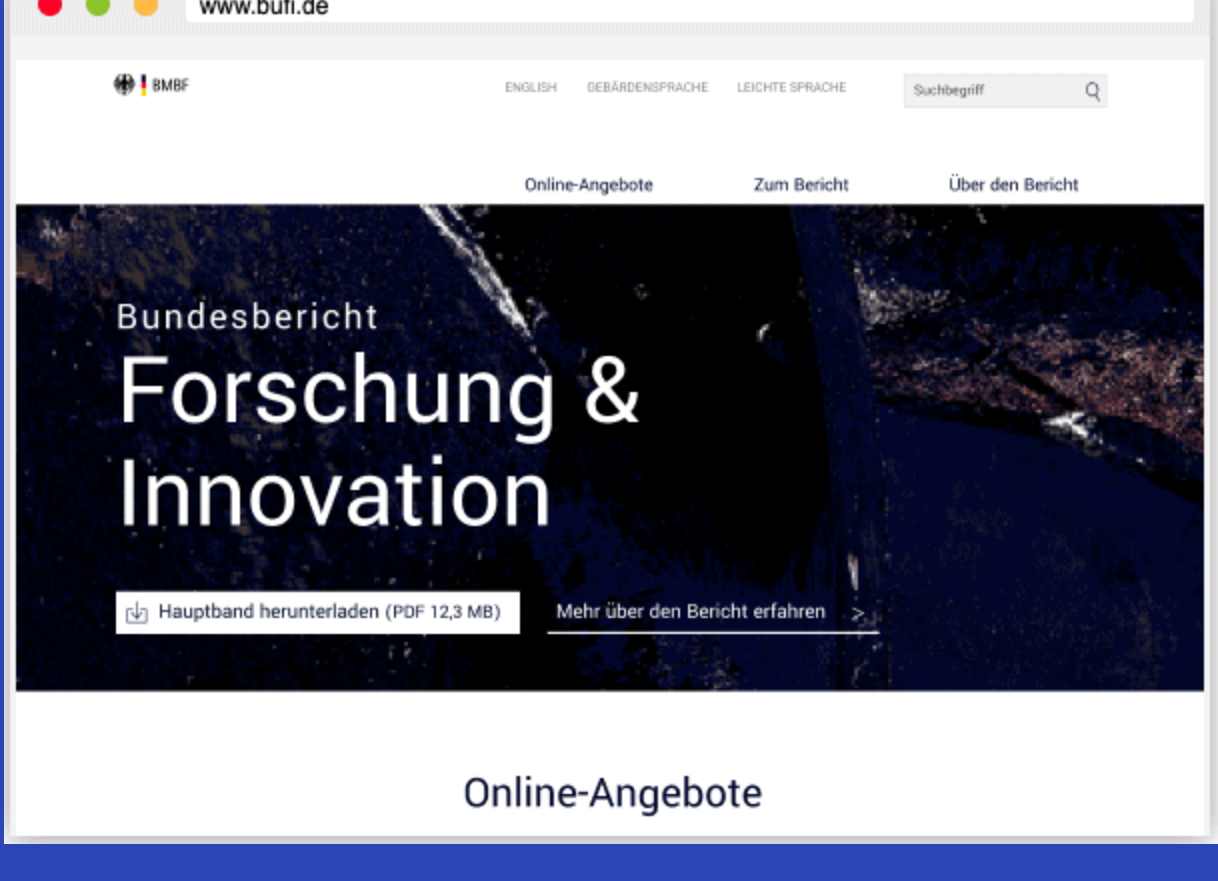 www.bufi.de
BMBF
ENGLISH GEBÄRDENSPRACHE LEICHTE SPRACHE Suchbegriff
Online-Angebote Zum Bericht Über den Bericht
Bundesbericht
Forschung &
Innovation
Hauptband herunterladen (PDF 12,3 MB) Mehr über den Bericht erfahren >
Online-Angebote